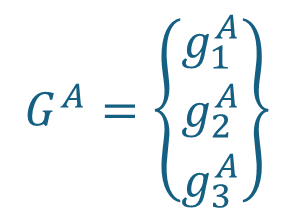 G^A = { g_1^A
g_2^A
g_3^A }